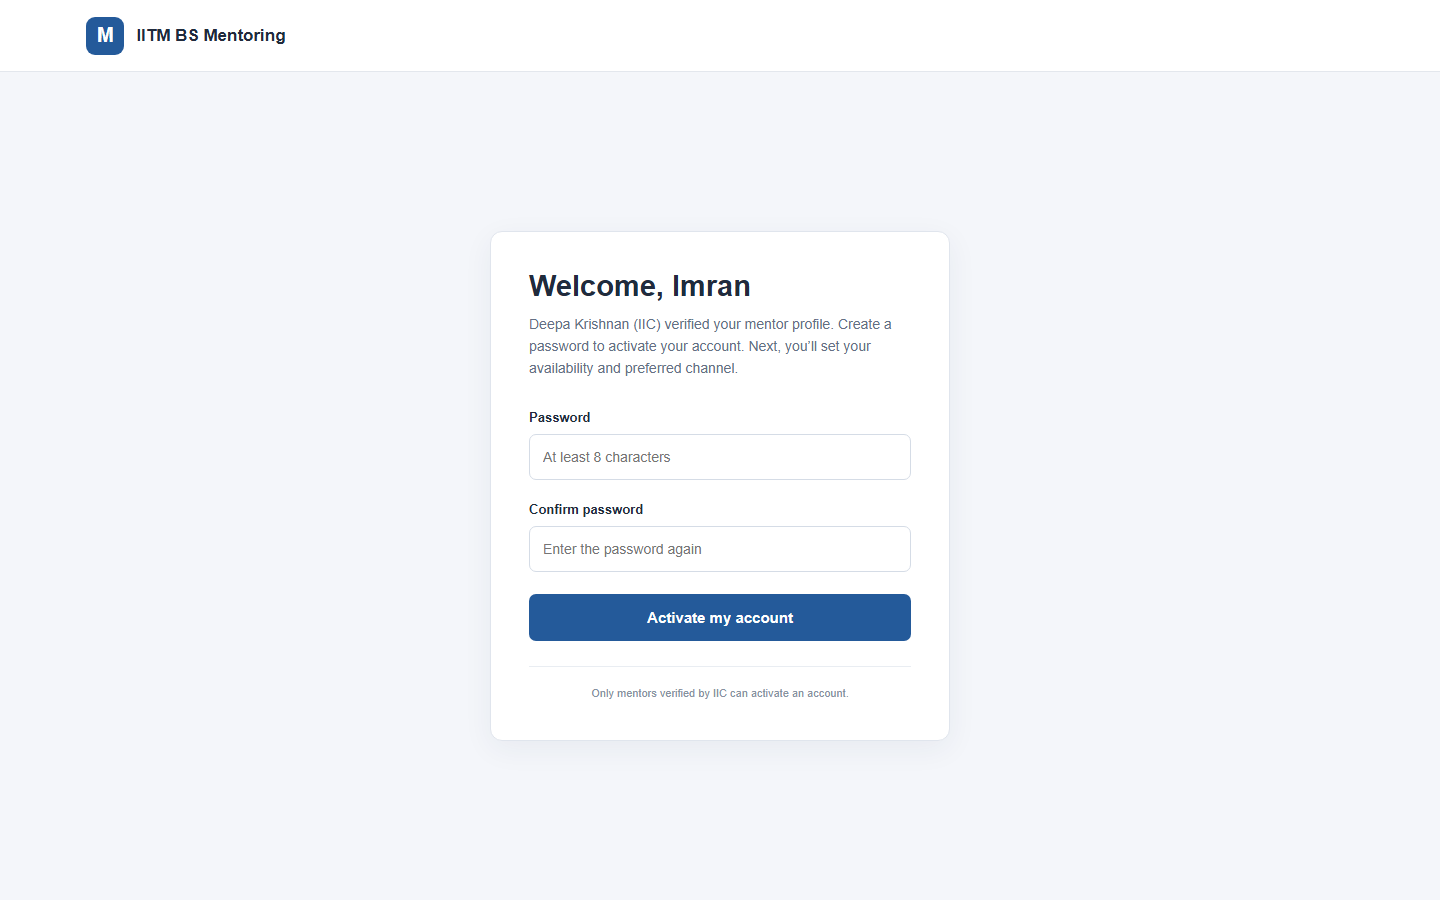 M IITM BS Mentoring
Welcome, Imran
Deepa Krishnan (IIC) verified your mentor profile. Create a
password to activate your account. Next, you’ll set your
availability and preferred channel.
Password
At least 8 characters
Confirm password
Enter the password again
Activate my account
Only mentors verified by IIC can activate an account.